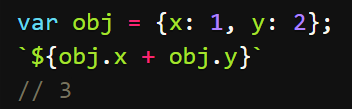 var obj = {x: 1, y: 2};
`${obj.x + obj.y}`
// 3